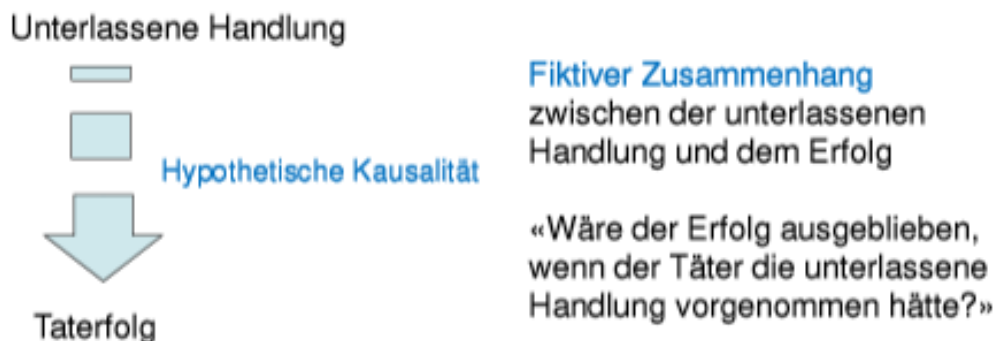 Unterlassene Handlung
Hypothetische Kausalität
Taterfolg
Fiktiver Zusammenhang
zwischen der unterlassenen
Handlung und dem Erfolg
«Wäre der Erfolg ausgeblieben,
wenn der Täter die unterlassene
Handlung vorgenommen hätte?»